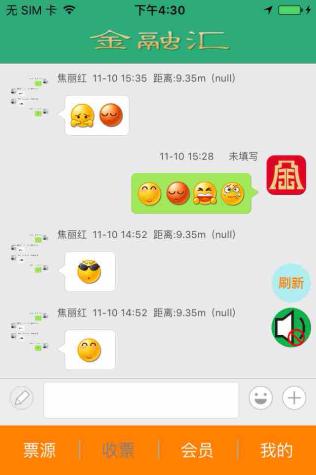 无 SIM 卡 下午4:30
金融汇
焦丽红 11-10 15:35 距离:9.35m（null）
11-10 15:28 未填写
金
焦丽红 11-10 14:52 距离:9.35m（null）
刷新
焦丽红 11-10 14:52 距离:9.35m（null）
票源 收票 会员 我的